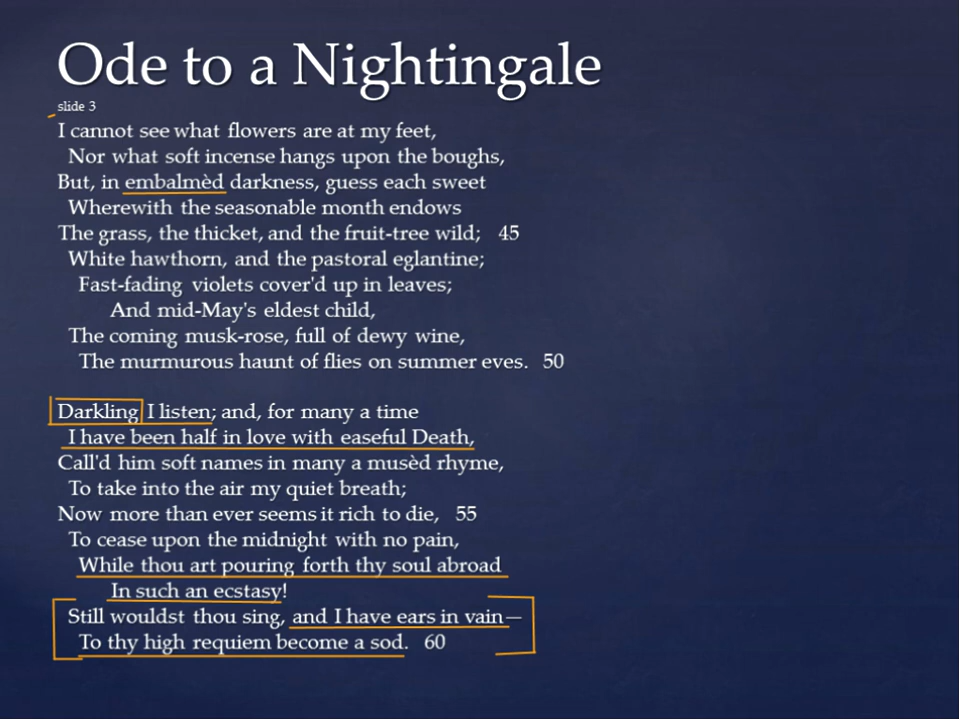 Ode to a Nightingale
slide 3
I cannot see what flowers are at my feet,
Nor what soft incense hangs upon the boughs,
But, in embalmèd darkness, guess each sweet
Wherewith the seasonable month endows
The grass, the thicket, and the fruit-tree wild; 45
White hawthorn, and the pastoral eglantine;
Fast-fading violets cover'd up in leaves;
And mid-May's eldest child,
The coming musk-rose, full of dewy wine,
The murmurous haunt of flies on summer eves. 50
Darkling I listen; and, for many a time
I have been half in love with easeful Death,
Call'd him soft names in many a musèd rhyme,
To take into the air my quiet breath;
Now more than ever seems it rich to die, 55
To cease upon the midnight with no pain,
While thou art pouring forth thy soul abroad
In such an ecstasy!
Still wouldst thou sing, and I have ears in vain—
To thy high requiem become a sod. 60